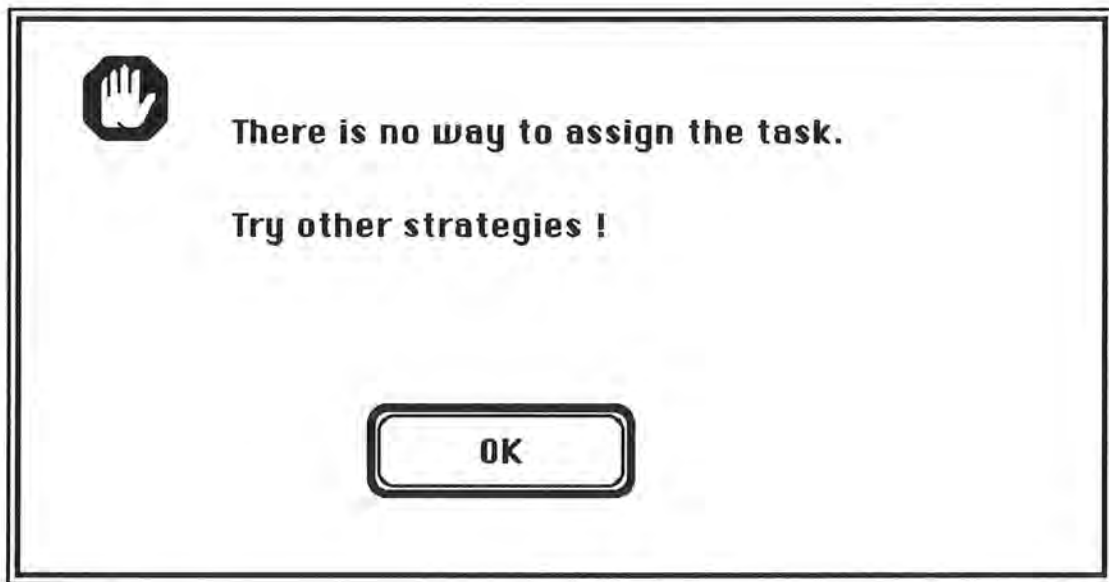 There is no way to assign the task.
Try other strategies !
OK